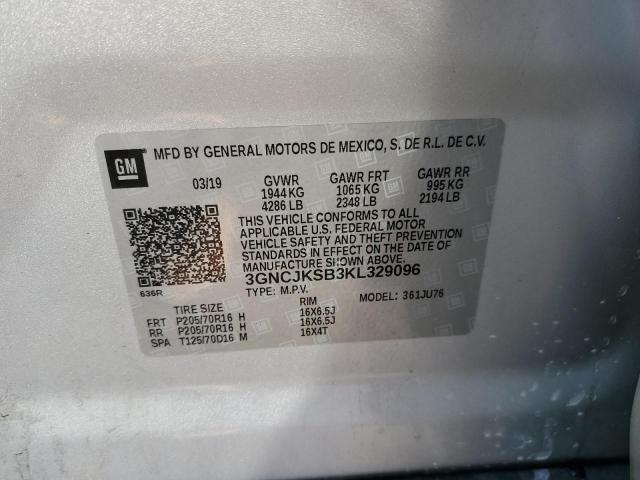 GM
MFD BY GENERAL MOTORS DE MEXICO, S. DE R.L. DE C.V.
03/19 GVWR GAWR FRT GAWR RR
1944 KG 1065 KG 995 KG
4286 LB 2348 LB 2194 LB
THIS VEHICLE CONFORMS TO ALL
APPLICABLE U.S. FEDERAL MOTOR
VEHICLE SAFETY AND THEFT PREVENTION
STANDARDS IN EFFECT ON THE DATE OF
MANUFACTURE SHOWN ABOVE.
3GNCJKSB3KL329096
636R
TYPE: M.P.V. MODEL: 361JU76
TIRE SIZE RIM
FRT P205/70R16 H 16X6.5J
RR P205/70R16 H 16X6.5J
SPA T125/70D16 M 16X4T